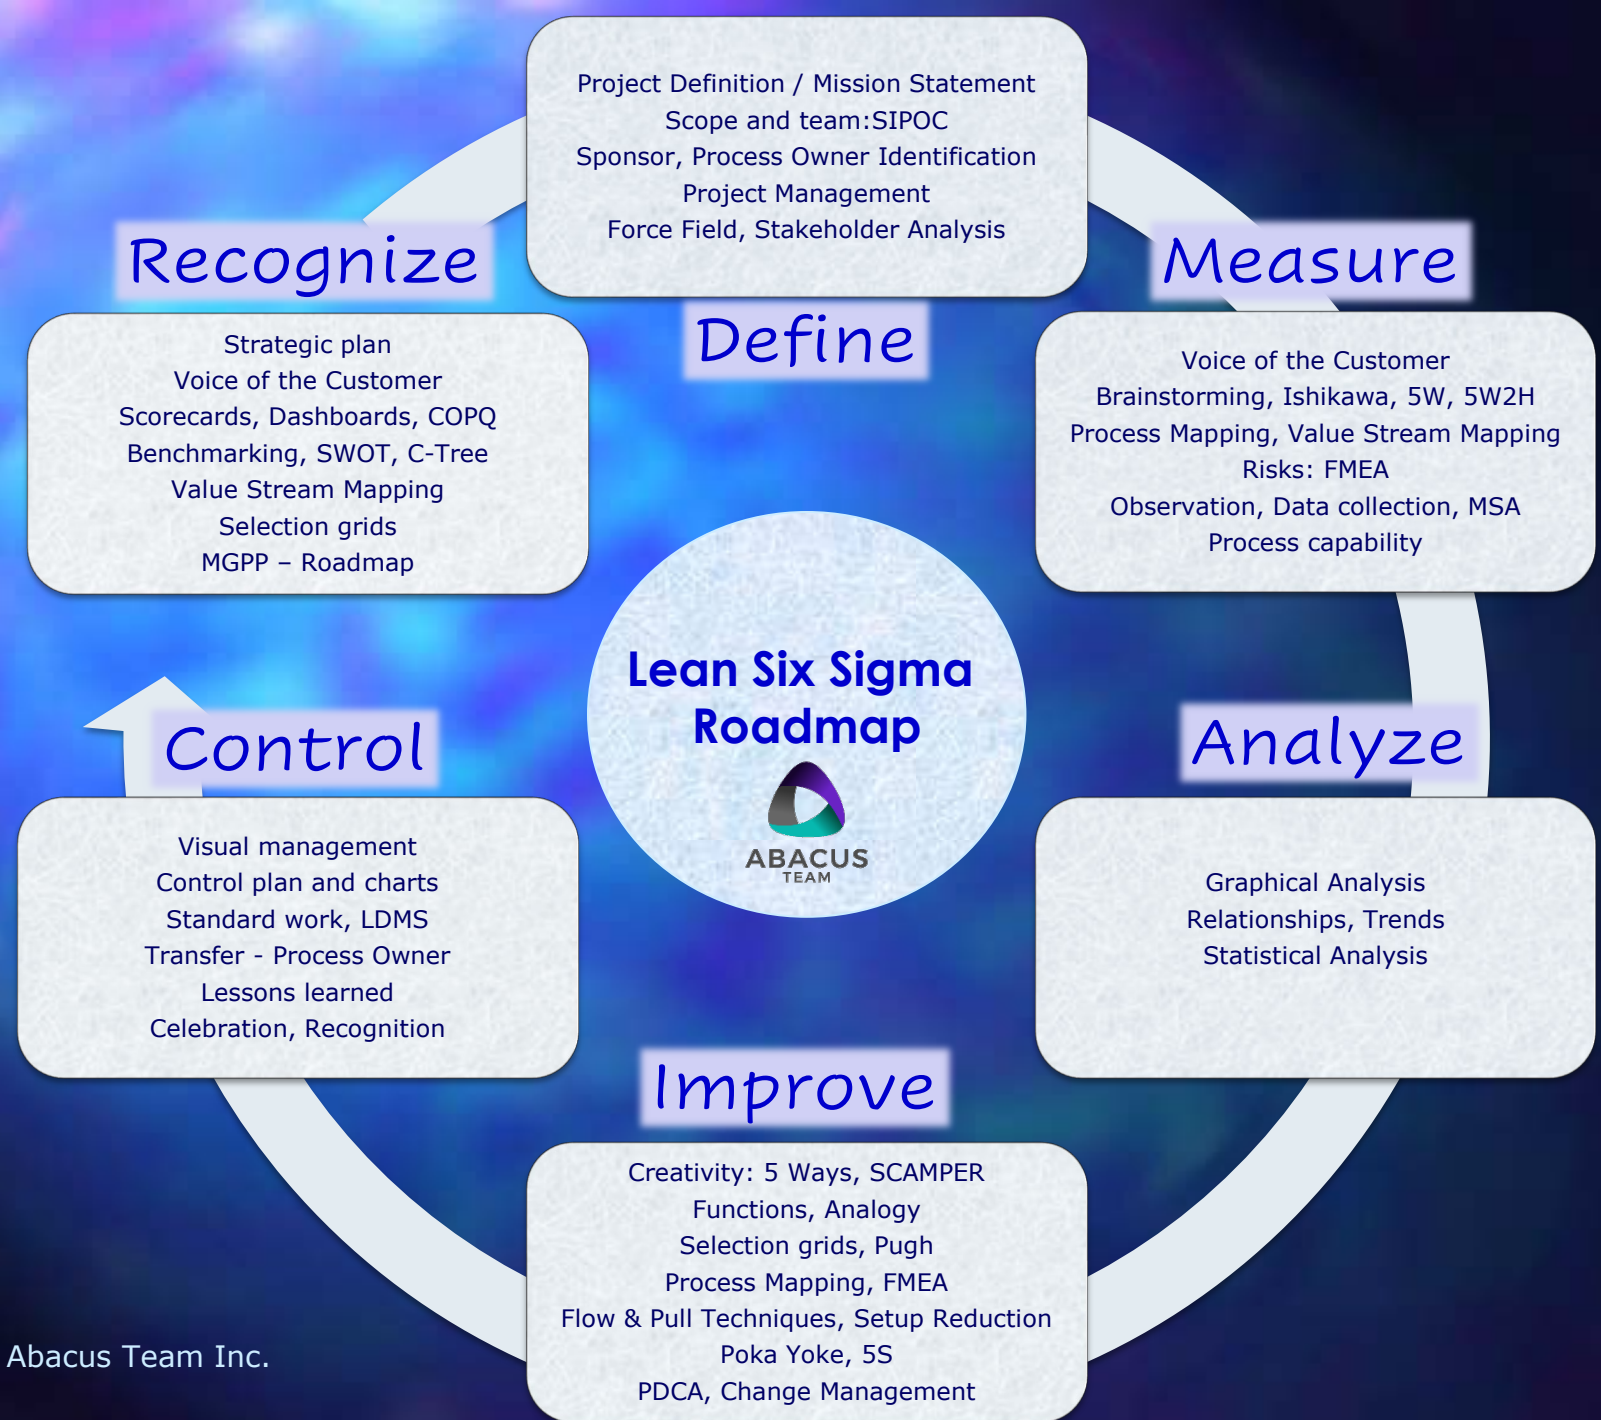 Project Definition / Mission Statement
Scope and team:SIPOC
Sponsor, Process Owner Identification
Project Management
Force Field, Stakeholder Analysis
Define
Recognize
Strategic plan
Voice of the Customer
Scorecards, Dashboards, COPQ
Benchmarking, SWOT, C-Tree
Value Stream Mapping
Selection grids
MGPP – Roadmap
Measure
Voice of the Customer
Brainstorming, Ishikawa, 5W, 5W2H
Process Mapping, Value Stream Mapping
Risks: FMEA
Observation, Data collection, MSA
Process capability
Lean Six Sigma
Roadmap
ABACUS
TEAM
Control
Visual management
Control plan and charts
Standard work, LDMS
Transfer - Process Owner
Lessons learned
Celebration, Recognition
Analyze
Graphical Analysis
Relationships, Trends
Statistical Analysis
Improve
Creativity: 5 Ways, SCAMPER
Functions, Analogy
Selection grids, Pugh
Process Mapping, FMEA
Flow & Pull Techniques, Setup Reduction
Poka Yoke, 5S
PDCA, Change Management
Abacus Team Inc.